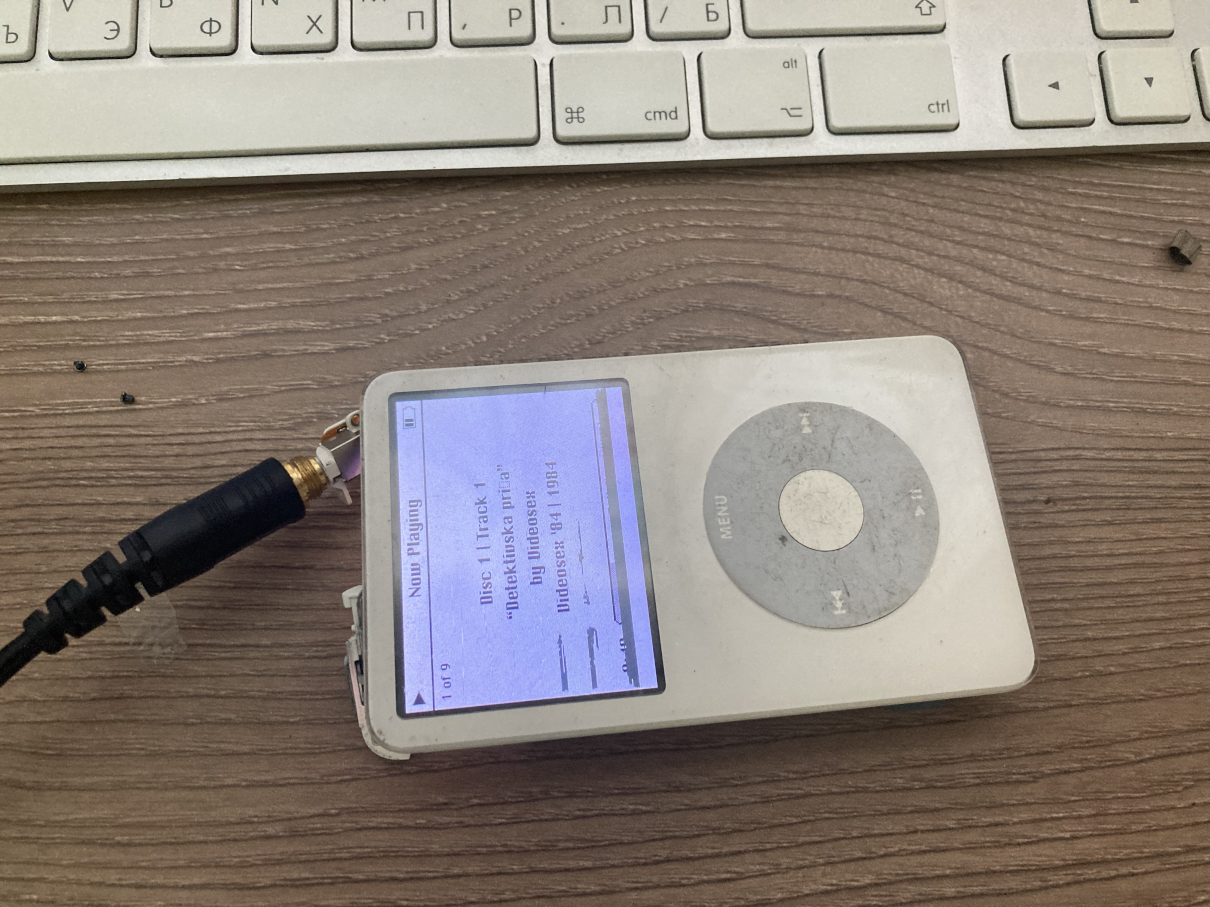 Ъ V Э Ф N Х M П , Р . Л / Б
⌘ cmd alt ⌥ ctrl
Now Playing
1 of 9
Disc 1 | Track 1
“Detektivska pri▯a”
by Videosex
Videosex '84 | 1984
MENU